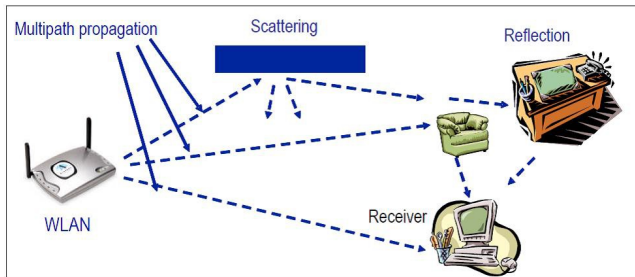 Multipath propagation
Scattering
Reflection
WLAN
Receiver